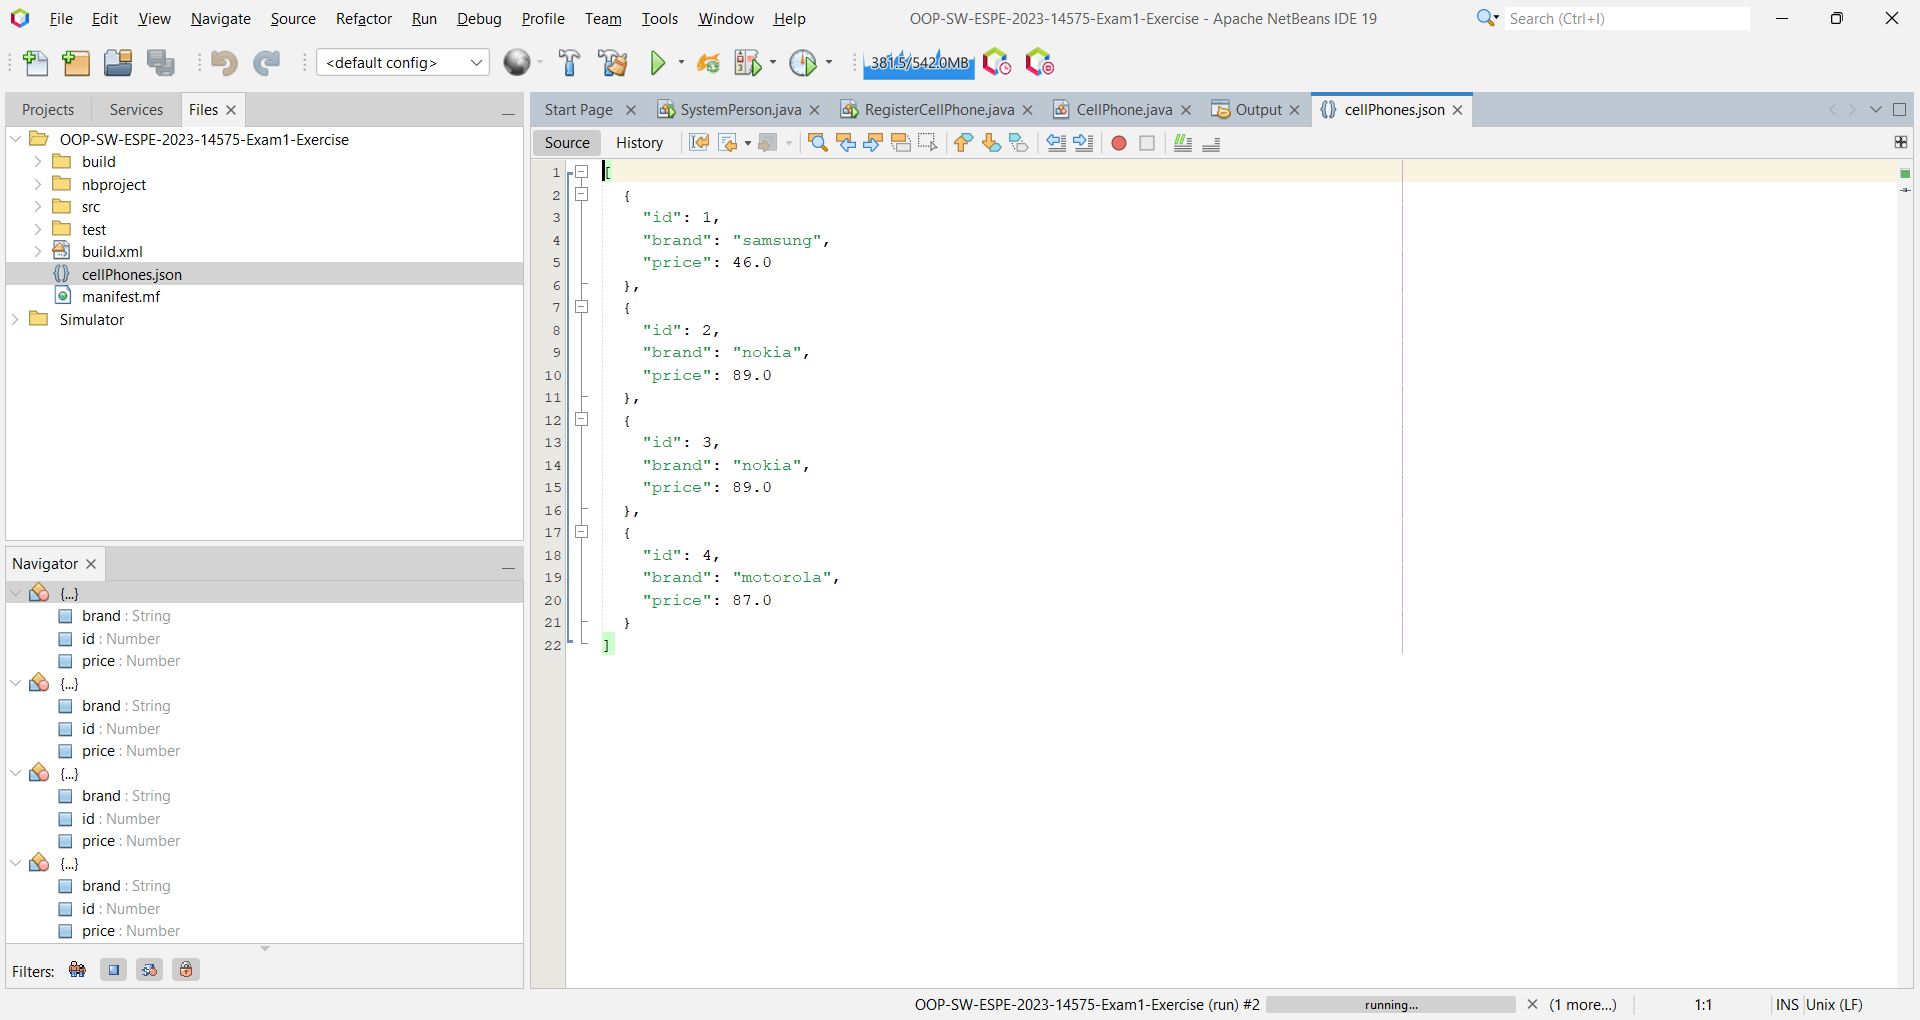 File Edit View Navigate Source Refactor Run Debug Profile Team Tools Window Help
OOP-SW-ESPE-2023-14575-Exam1-Exercise - Apache NetBeans IDE 19
Search (Ctrl+I)
<default config>
381.5/542.0MB
Projects Services Files
OOP-SW-ESPE-2023-14575-Exam1-Exercise
build
nbproject
src
test
build.xml
cellPhones.json
manifest.mf
Simulator
Navigator
{...}
brand : String
id : Number
price : Number
{...}
brand : String
id : Number
price : Number
{...}
brand : String
id : Number
price : Number
{...}
brand : String
id : Number
price : Number
Filters:
Start Page SystemPerson.java RegisterCellPhone.java CellPhone.java Output cellPhones.json
Source History
1 [
2 {
3 "id": 1,
4 "brand": "samsung",
5 "price": 46.0
6 },
7 {
8 "id": 2,
9 "brand": "nokia",
10 "price": 89.0
11 },
12 {
13 "id": 3,
14 "brand": "nokia",
15 "price": 89.0
16 },
17 {
18 "id": 4,
19 "brand": "motorola",
20 "price": 87.0
21 }
22 ]
OOP-SW-ESPE-2023-14575-Exam1-Exercise (run) #2 running... (1 more...) 1:1 INS Unix (LF)